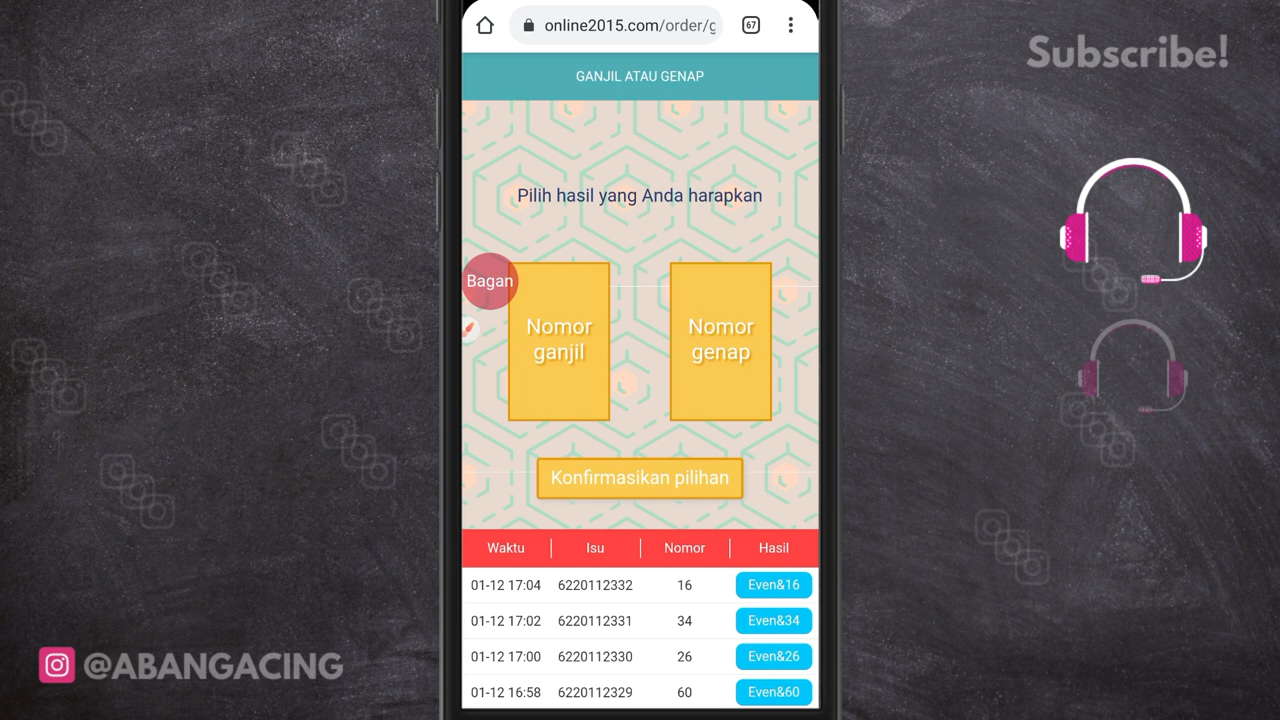 Subscribe!
67
online2015.com/order/g
GANJIL ATAU GENAP
Pilih hasil yang Anda harapkan
Bagan
Nomor
ganjil
Nomor
genap
Konfirmasikan pilihan
Waktu Isu Nomor Hasil
01-12 17:04 6220112332 16 Even&16
01-12 17:02 6220112331 34 Even&34
01-12 17:00 6220112330 26 Even&26
01-12 16:58 6220112329 60 Even&60
@ABANGACING